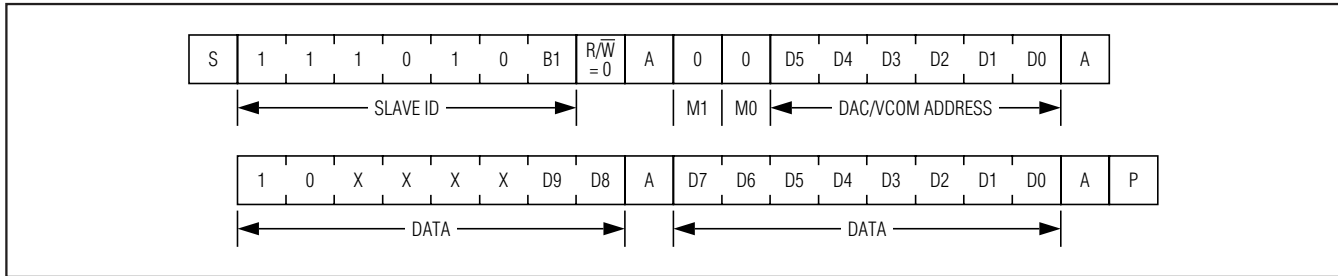 S 1 1 1 0 1 0 B1 R/W̅ = 0 A 0 0 D5 D4 D3 D2 D1 D0 A
SLAVE ID M1 M0 DAC/VCOM ADDRESS
1 0 X X X X D9 D8 A D7 D6 D5 D4 D3 D2 D1 D0 A P
DATA DATA